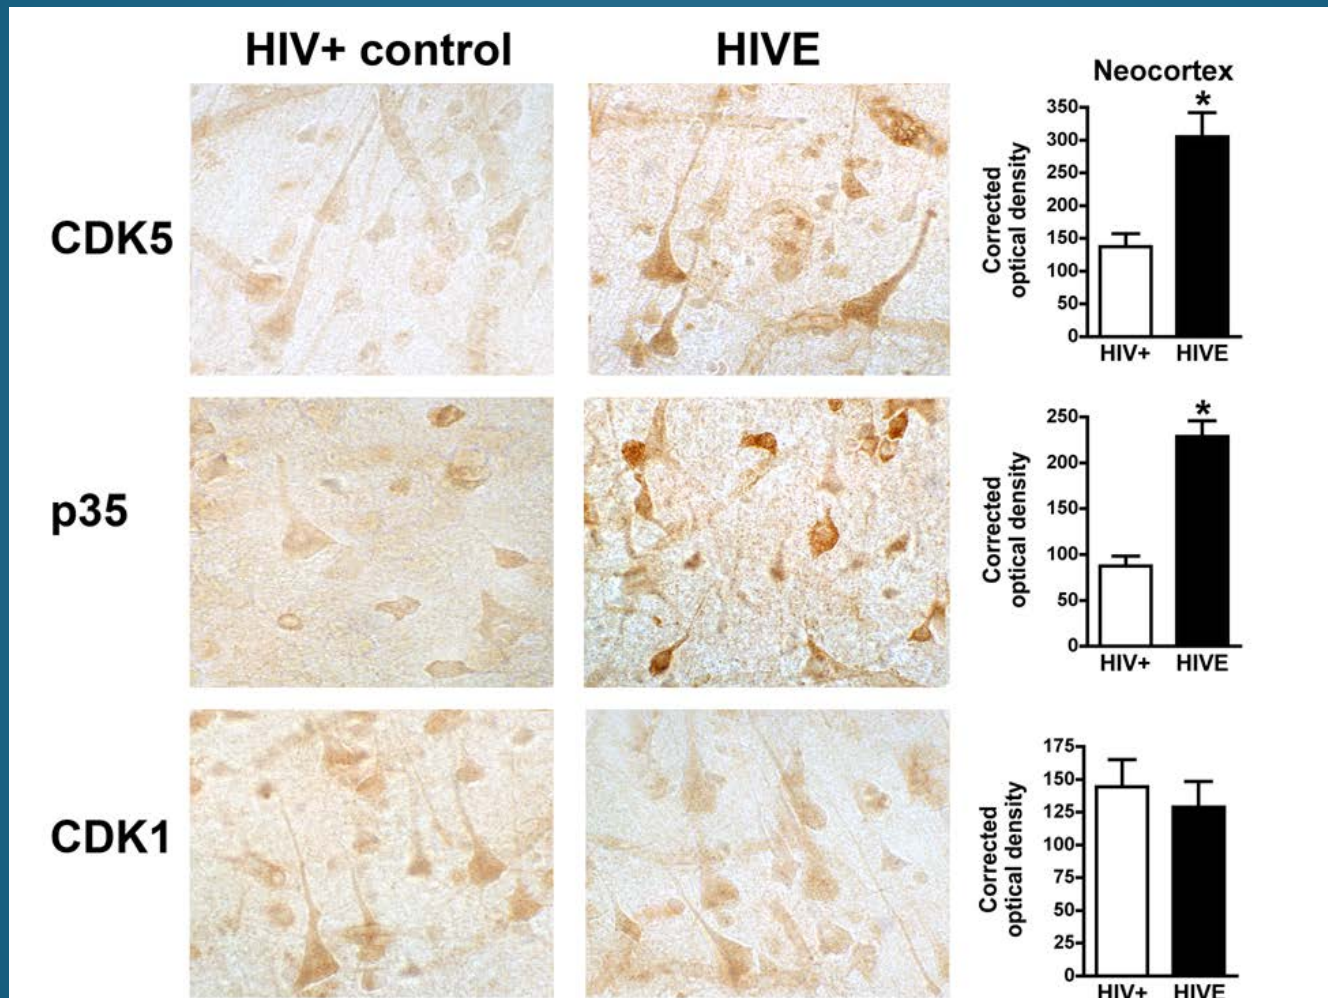 HIV+ control
HIVE
Neocortex
CDK5
Corrected
optical density
350
300
250
200
150
100
50
0
*
HIV+
HIVE
p35
Corrected
optical density
250
200
150
100
50
0
*
HIV+
HIVE
CDK1
Corrected
optical density
175
150
125
100
75
50
25
0
HIV+
HIVE